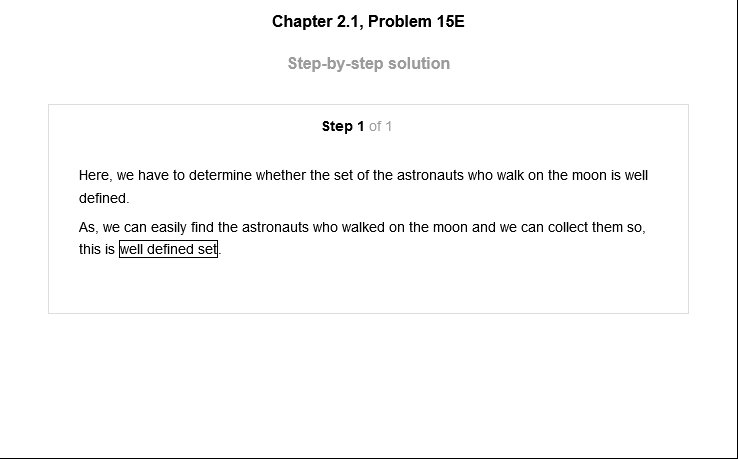 Chapter 2.1, Problem 15E
Step-by-step solution
Step 1 of 1
Here, we have to determine whether the set of the astronauts who walk on the moon is well
defined.
As, we can easily find the astronauts who walked on the moon and we can collect them so,
this is well defined set.